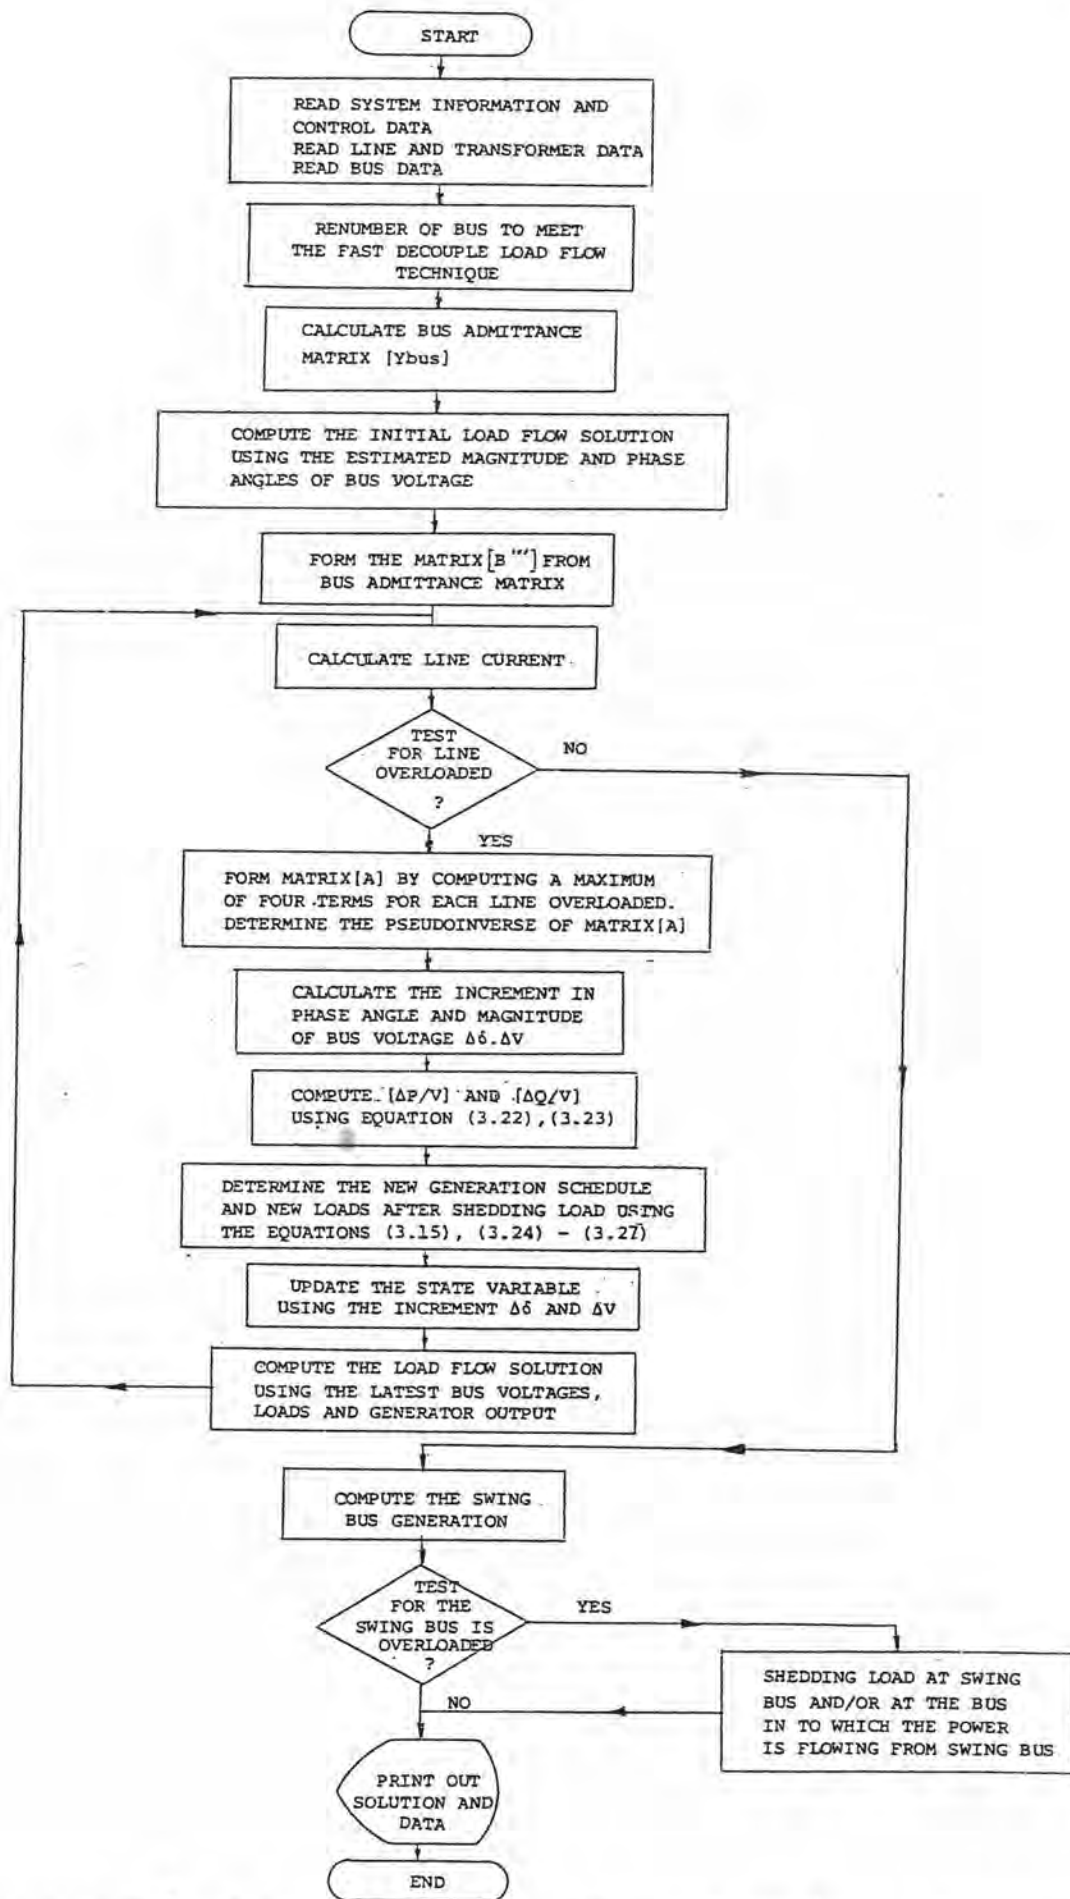 START
READ SYSTEM INFORMATION AND
CONTROL DATA
READ LINE AND TRANSFORMER DATA
READ BUS DATA
RENUMBER OF BUS TO MEET
THE FAST DECOUPLE LOAD FLOW
TECHNIQUE
CALCULATE BUS ADMITTANCE
MATRIX [Ybus]
COMPUTE THE INITIAL LOAD FLOW SOLUTION
USING THE ESTIMATED MAGNITUDE AND PHASE
ANGLES OF BUS VOLTAGE
FORM THE MATRIX [B'''] FROM
BUS ADMITTANCE MATRIX
CALCULATE LINE CURRENT
TEST
FOR LINE
OVERLOADED
?
NO
YES
FORM MATRIX[A] BY COMPUTING A MAXIMUM
OF FOUR TERMS FOR EACH LINE OVERLOADED.
DETERMINE THE PSEUDOINVERSE OF MATRIX[A]
CALCULATE THE INCREMENT IN
PHASE ANGLE AND MAGNITUDE
OF BUS VOLTAGE Δδ.ΔV
COMPUTE [ΔP/V] AND [ΔQ/V]
USING EQUATION (3.22),(3.23)
DETERMINE THE NEW GENERATION SCHEDULE
AND NEW LOADS AFTER SHEDDING LOAD USING
THE EQUATIONS (3.15), (3.24) - (3.27)
UPDATE THE STATE VARIABLE
USING THE INCREMENT Δδ AND ΔV
COMPUTE THE LOAD FLOW SOLUTION
USING THE LATEST BUS VOLTAGES,
LOADS AND GENERATOR OUTPUT
COMPUTE THE SWING
BUS GENERATION
TEST
FOR THE
SWING BUS IS
OVERLOADED
?
YES
NO
SHEDDING LOAD AT SWING
BUS AND/OR AT THE BUS
IN TO WHICH THE POWER
IS FLOWING FROM SWING BUS
PRINT OUT
SOLUTION AND
DATA
END